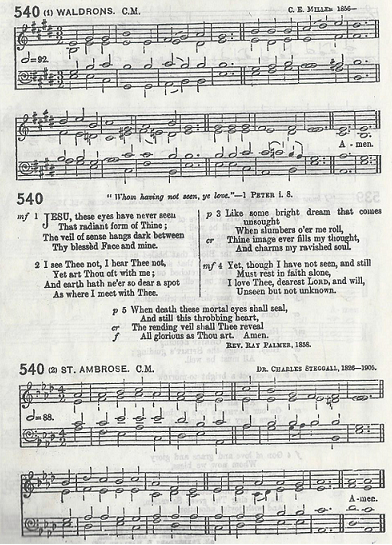 540 (1) WALDRONS. C.M.
C. E. MILLER 1856—
𝅗𝅥=92.
A - men.
540
"Whom having not seen, ye love."—1 PETER i. 8.
mf 1 JESU, these eyes have never seen
That radiant form of Thine;
The veil of sense hangs dark between
Thy blessèd Face and mine.
2 I see Thee not, I hear Thee not,
Yet art Thou oft with me;
And earth hath ne'er so dear a spot
As where I meet with Thee.
p 3 Like some bright dream that comes
unsought
When slumbers o'er me roll,
cr Thine image ever fills my thought,
And charms my ravished soul.
mf 4 Yet, though I have not seen, and still
Must rest in faith alone,
I love Thee, dearest LORD, and will,
Unseen but not unknown.
p 5 When death these mortal eyes shall seal,
And still this throbbing heart,
cr The rending veil shall Thee reveal
f All glorious as Thou art. Amen.
REV. RAY PALMER, 1858.
540 (2) ST. AMBROSE. C.M.
DR. CHARLES STEGGALL, 1826–1905.
𝅗𝅥=88.
A-men.